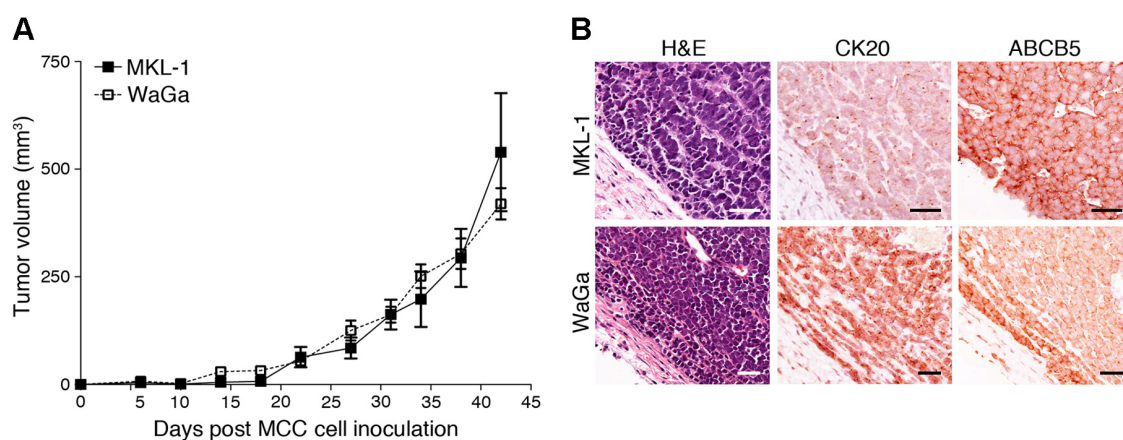 A
750
500
250
0
Tumor volume (mm³)
MKL-1
WaGa
0 5 10 15 20 25 30 35 40 45
Days post MCC cell inoculation
B
H&E CK20 ABCB5
MKL-1
WaGa